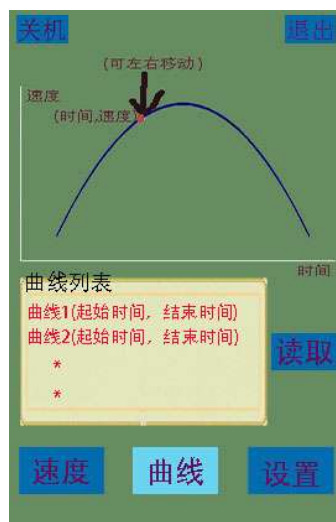 关机
退出
(可左右移动)
速度
(时间,速度)
时间
曲线列表
曲线1(起始时间，结束时间)
曲线2(起始时间，结束时间)
*
*
读取
速度
曲线
设置